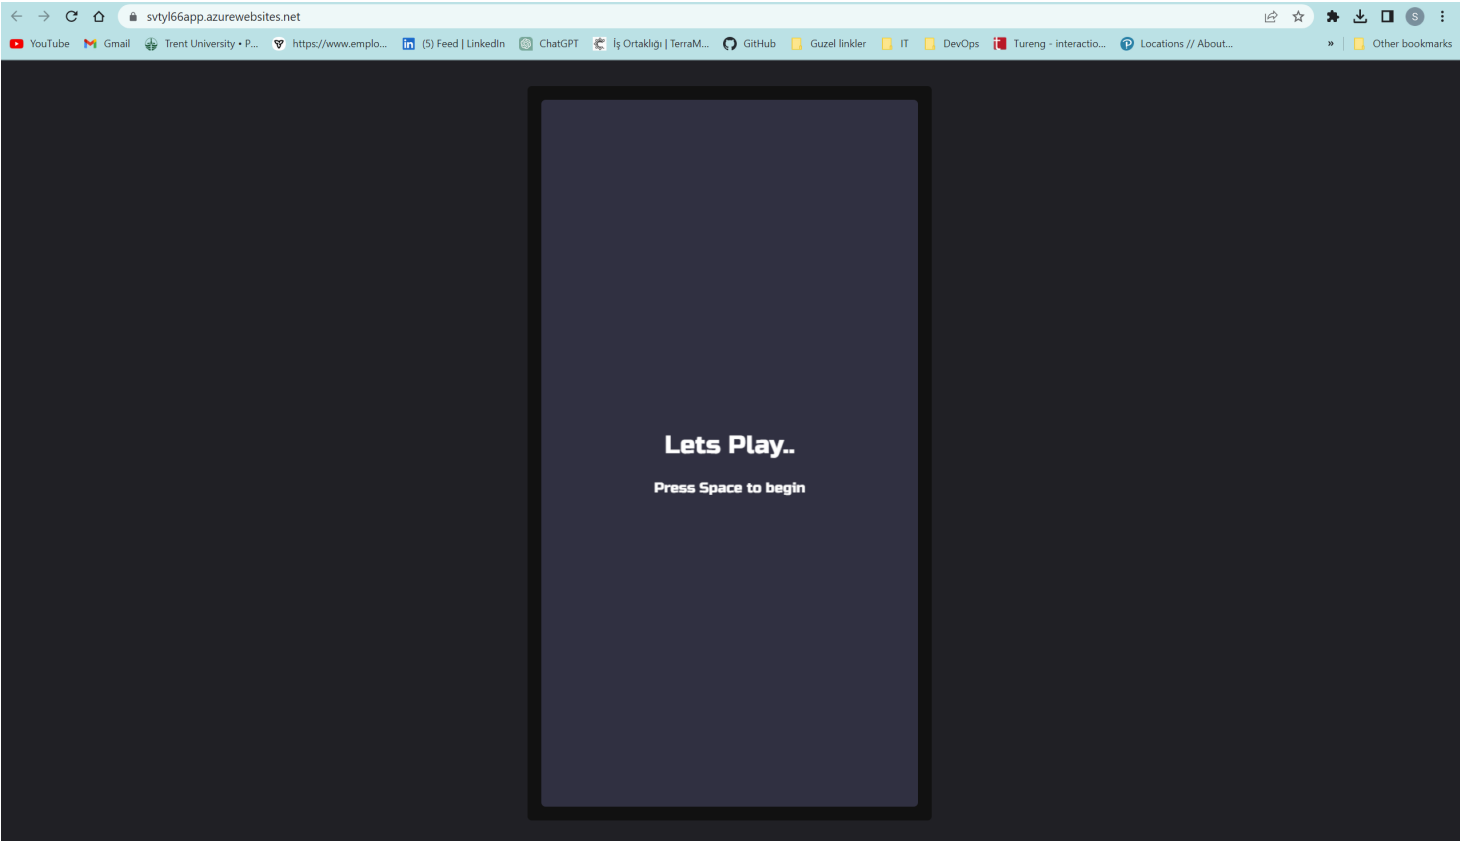 svtyl66app.azurewebsites.net
S
YouTube Gmail Trent University • P... https://www.emplo... (5) Feed | LinkedIn ChatGPT İş Ortaklığı | TerraM... GitHub Guzel linkler IT DevOps Tureng - interactio... Locations // About... » Other bookmarks
Lets Play..
Press Space to begin